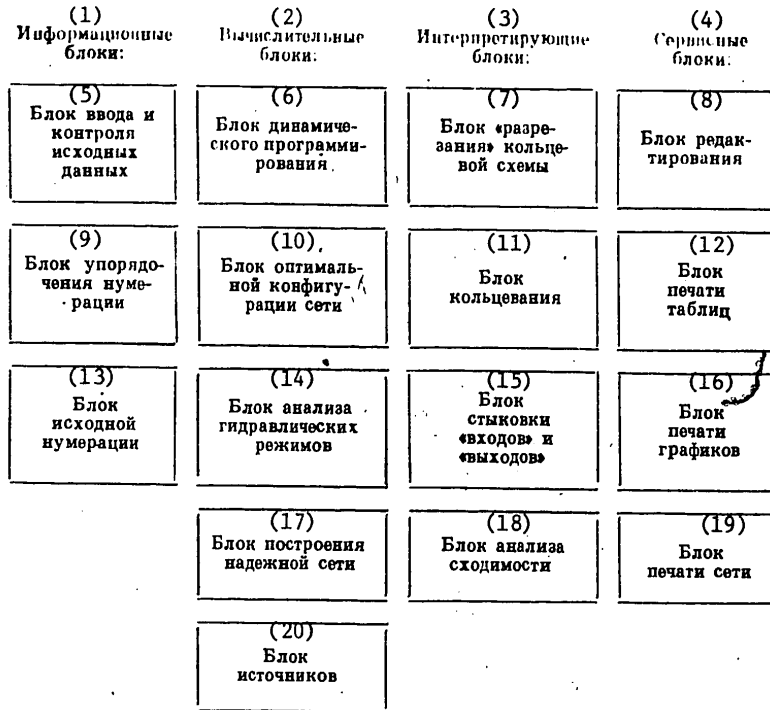 (1)
Информационные
блоки:
(2)
Вычислительные
блоки:
(3)
Интерпретирующие
блоки:
(4)
Сервисные
блоки:
(5)
Блок ввода и
контроля
исходных
данных
(6)
Блок динамиче-
ского программи-
рования
(7)
Блок «разре-
зания» кольце-
вой схемы
(8)
Блок редак-
тирования
(9)
Блок упорядо-
чения нуме-
рации
(10)
Блок оптималь-
ной конфигу-
рации сети
(11)
Блок
кольцевания
(12)
Блок
печати
таблиц
(13)
Блок
исходной
нумерации
(14)
Блок анализа
гидравлических
режимов
(15)
Блок
стыковки
«входов» и
«выходов»
(16)
Блок
печати
графиков
(17)
Блок построения
надежной сети
(18)
Блок анализа
сходимости
(19)
Блок
печати сети
(20)
Блок
источников